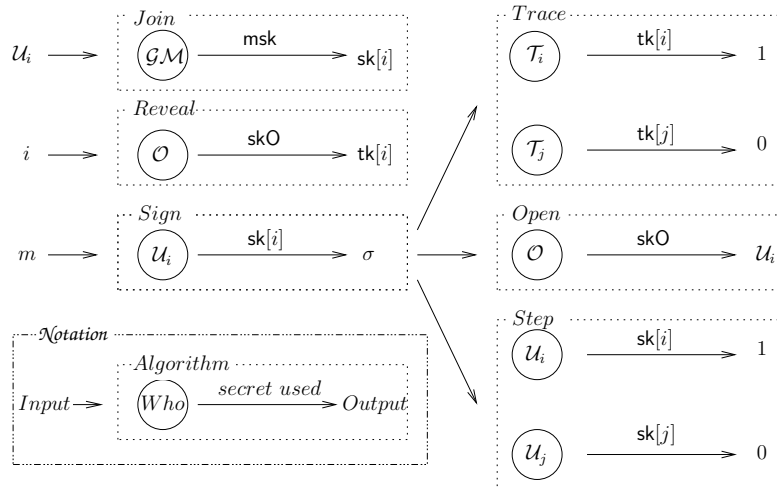 Join
𝒰_i 𝒢ℳ msk sk[i]
Reveal
i 𝒪 skO tk[i]
Sign
m 𝒰_i sk[i] σ
Notation
Algorithm
Input Who secret used Output
Trace
𝒯_i tk[i] 1
𝒯_j tk[j] 0
Open
𝒪 skO 𝒰_i
Step
𝒰_i sk[i] 1
𝒰_j sk[j] 0